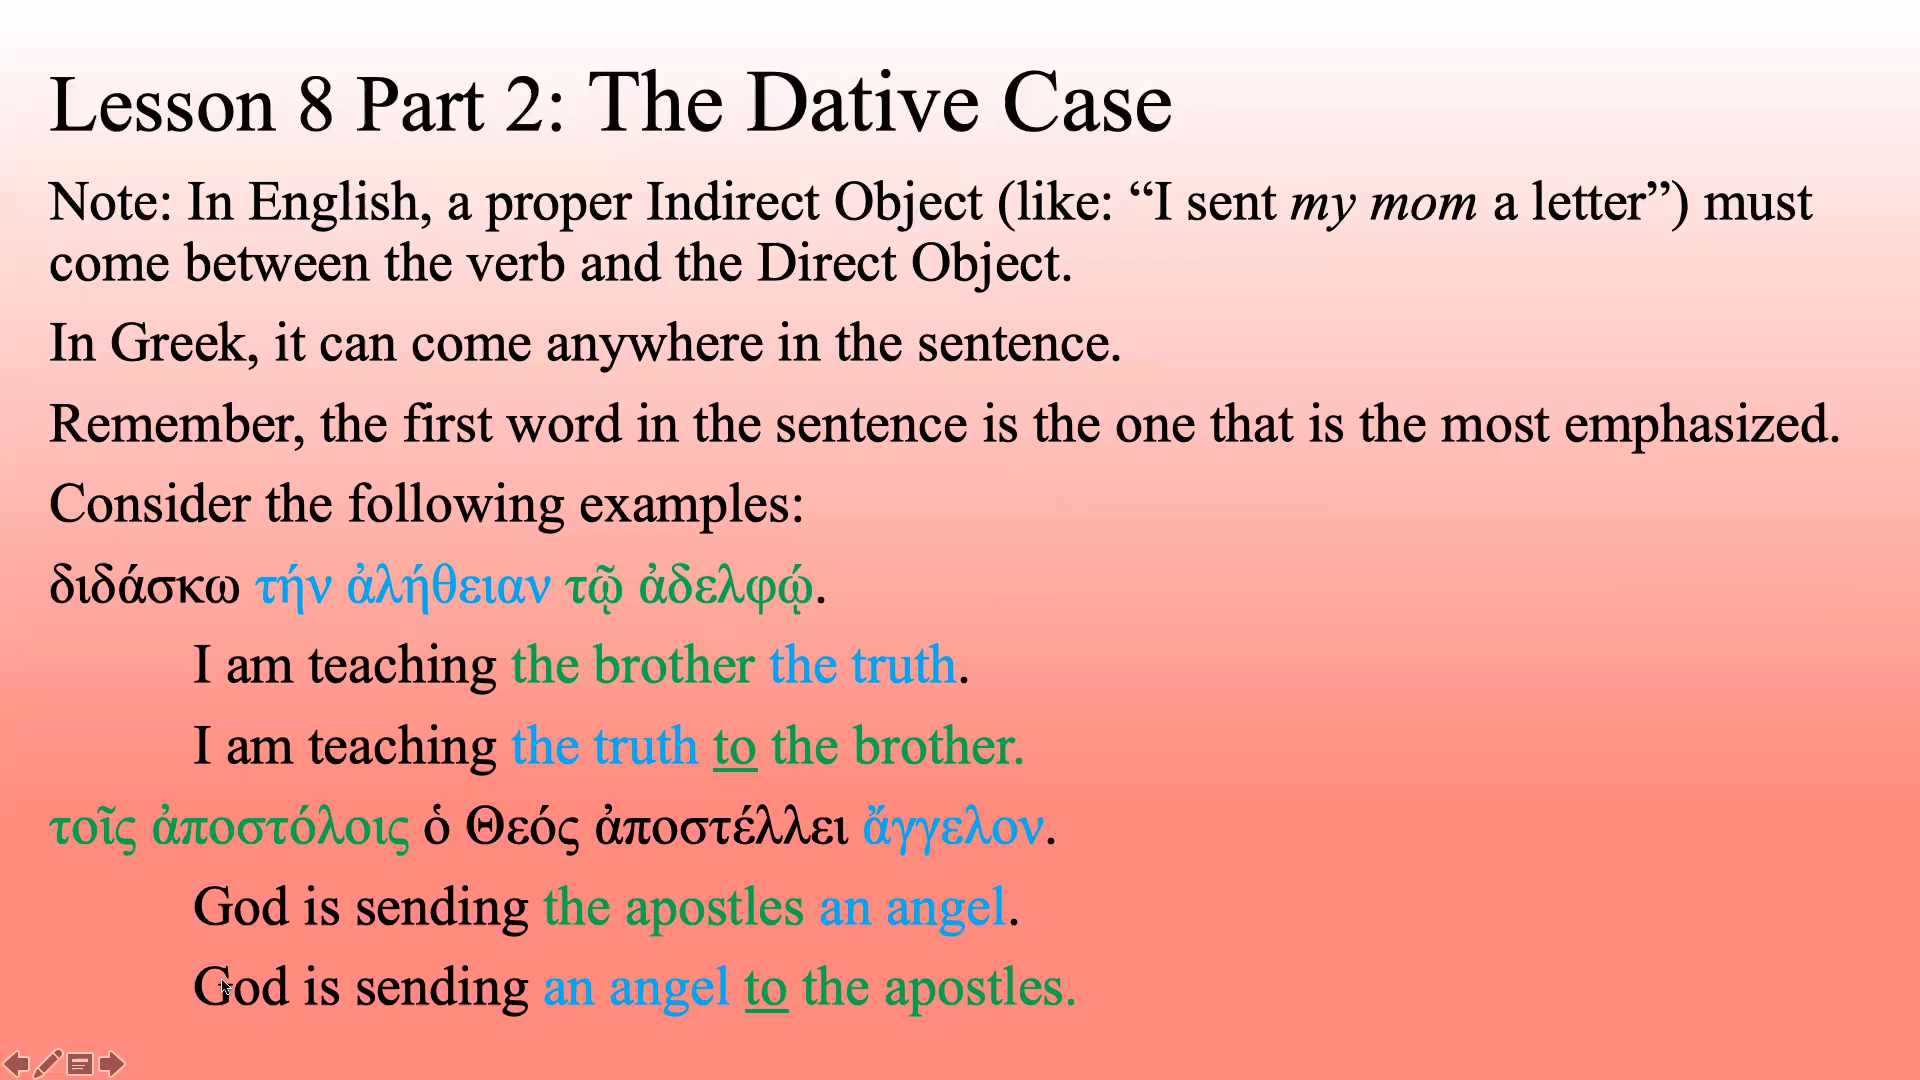 Lesson 8 Part 2: The Dative Case
Note: In English, a proper Indirect Object (like: “I sent my mom a letter”) must
come between the verb and the Direct Object.
In Greek, it can come anywhere in the sentence.
Remember, the first word in the sentence is the one that is the most emphasized.
Consider the following examples:
διδάσκω τήν ἀλήθειαν τῷ ἀδελφῴ.
I am teaching the brother the truth.
I am teaching the truth to the brother.
τοῖς ἀποστόλοις ὁ Θεός ἀποστέλλει ἄγγελον.
God is sending the apostles an angel.
God is sending an angel to the apostles.